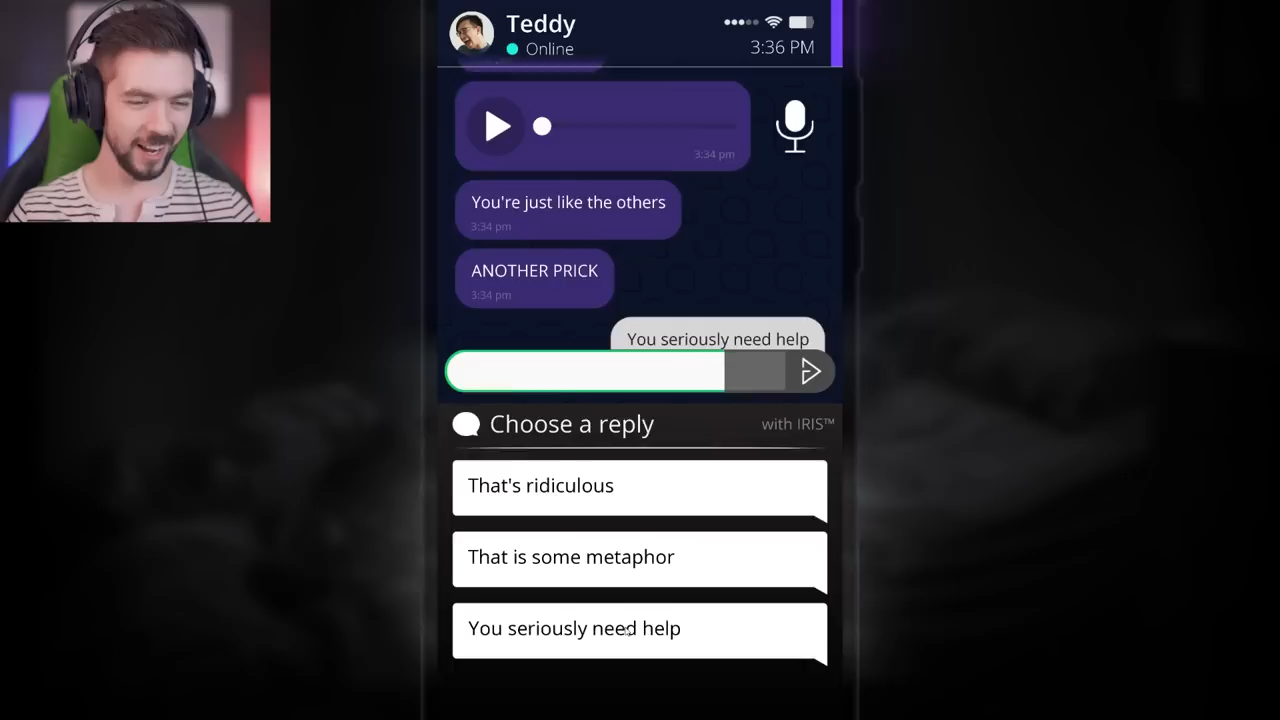 Teddy
Online
3:36 PM
3:34 pm
You're just like the others
3:34 pm
ANOTHER PRICK
3:34 pm
You seriously need help
Choose a reply
with IRIS™
That's ridiculous
That is some metaphor
You seriously need help